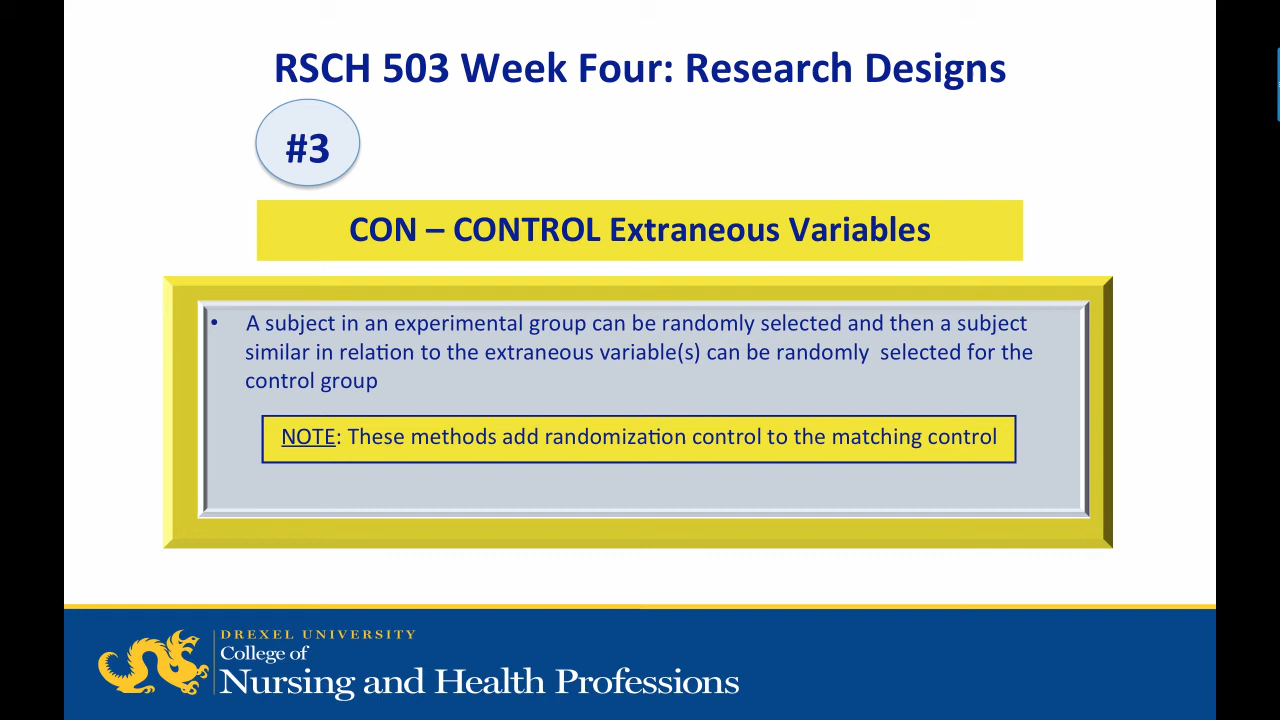 RSCH 503 Week Four: Research Designs
#3
CON – CONTROL Extraneous Variables
• A subject in an experimental group can be randomly selected and then a subject
similar in relation to the extraneous variable(s) can be randomly  selected for the
control group
NOTE: These methods add randomization control to the matching control
DREXEL UNIVERSITY
College of
Nursing and Health Professions